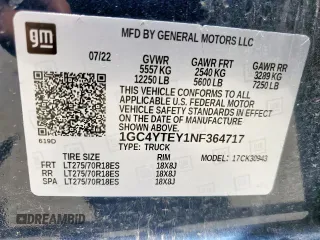 gm
MFD BY GENERAL MOTORS LLC
07/22 GVWR GAWR FRT GAWR RR
5557 KG 2540 KG 3289 KG
12250 LB 5600 LB 7250 LB
THIS VEHICLE CONFORMS TO ALL APPLICABLE
U.S. FEDERAL MOTOR VEHICLE SAFETY
STANDARDS IN EFFECT ON THE DATE OF
MANUFACTURE SHOWN ABOVE.
1GC4YTEY1NF364717
619D
TYPE: TRUCK
TIRE SIZE RIM MODEL: 17CK30943
FRT LT275/70R18ES 18X8J
RR LT275/70R18ES 18X8J
SPA LT275/70R18ES 18X8J
DREAMBID